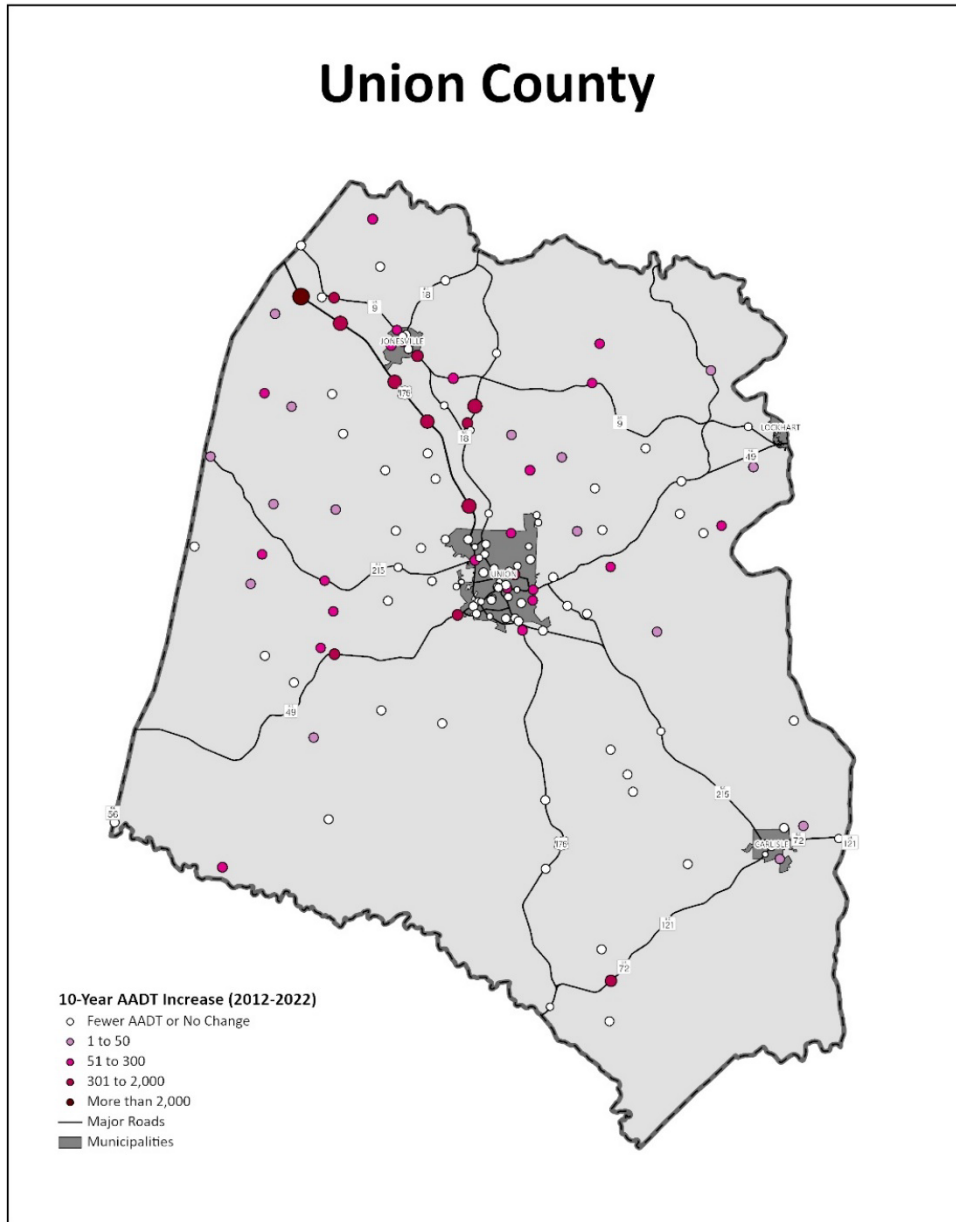 Union County
18
9
JONESVILLE
176
18
9
LOCKHART
49
215
UNION
49
56
215
176
CARLISLE
72
121
121
72
10-Year AADT Increase (2012-2022)
Fewer AADT or No Change
1 to 50
51 to 300
301 to 2,000
More than 2,000
Major Roads
Municipalities